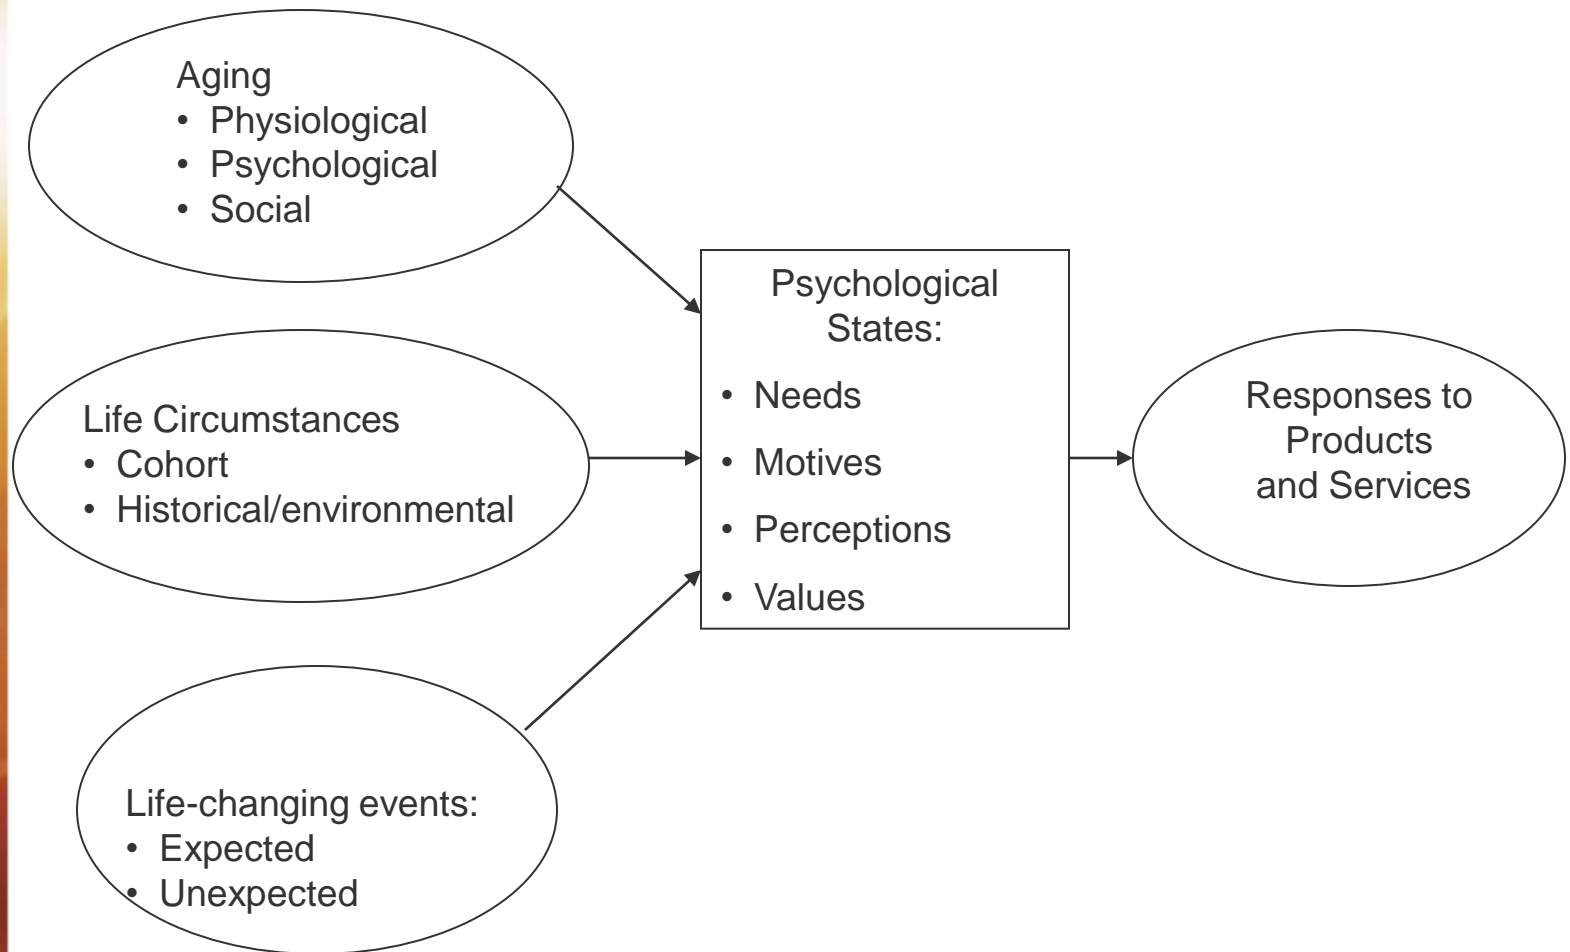 Aging
• Physiological
• Psychological
• Social
Life Circumstances
• Cohort
• Historical/environmental
Life-changing events:
• Expected
• Unexpected
Psychological
States:
• Needs
• Motives
• Perceptions
• Values
Responses to
Products
and Services